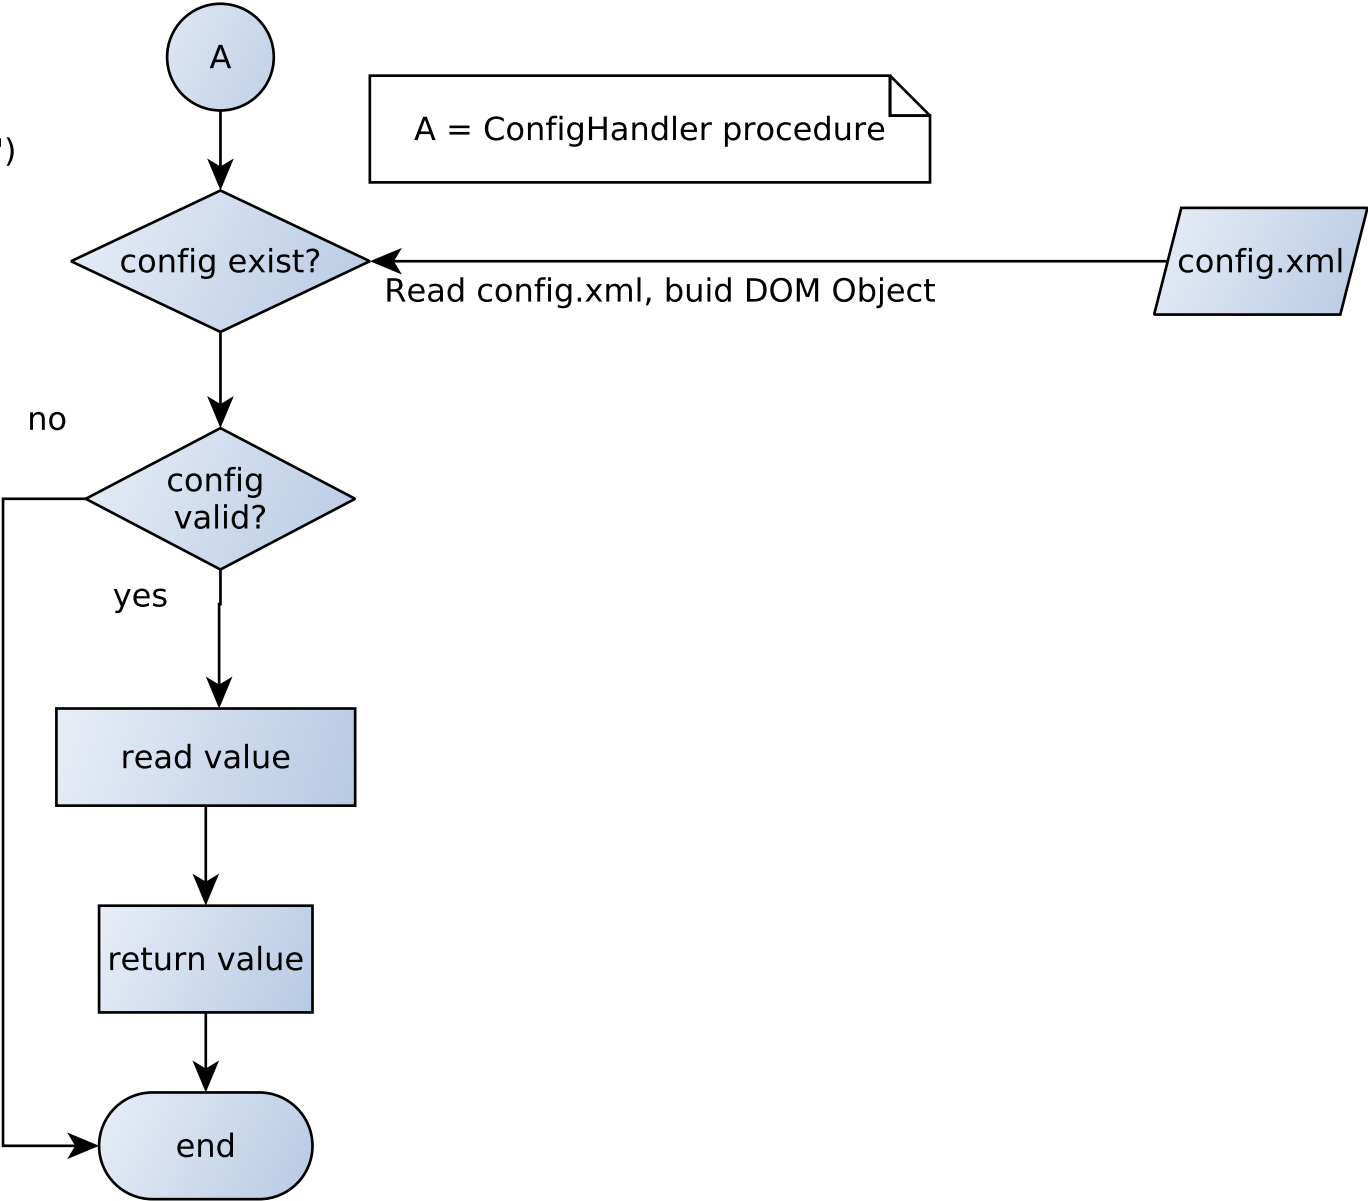 A
A = ConfigHandler procedure
")
config exist?
config.xml
Read config.xml, buid DOM Object
no
config
valid?
yes
read value
return value
end